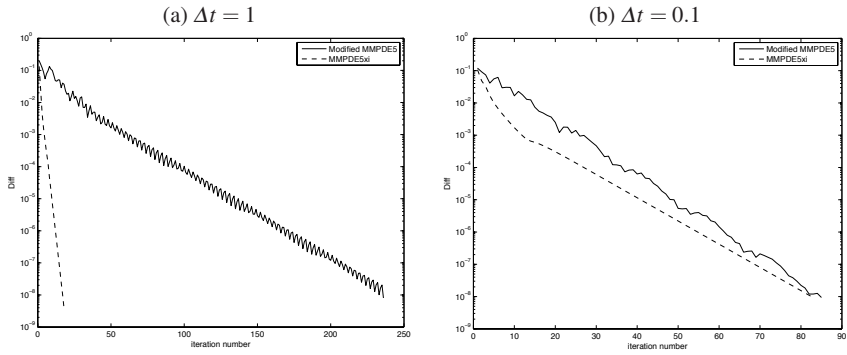 (a) Δt = 1
10⁰
10⁻¹
10⁻²
10⁻³
10⁻⁴
10⁻⁵
10⁻⁶
10⁻⁷
10⁻⁸
10⁻⁹
Diff
0 50 100 150 200 250
iteration number
Modified MMPDE5
MMPDE5xi
(b) Δt = 0.1
10⁰
10⁻¹
10⁻²
10⁻³
10⁻⁴
10⁻⁵
10⁻⁶
10⁻⁷
10⁻⁸
10⁻⁹
Diff
0 10 20 30 40 50 60 70 80 90
iteration number
Modified MMPDE5
MMPDE5xi